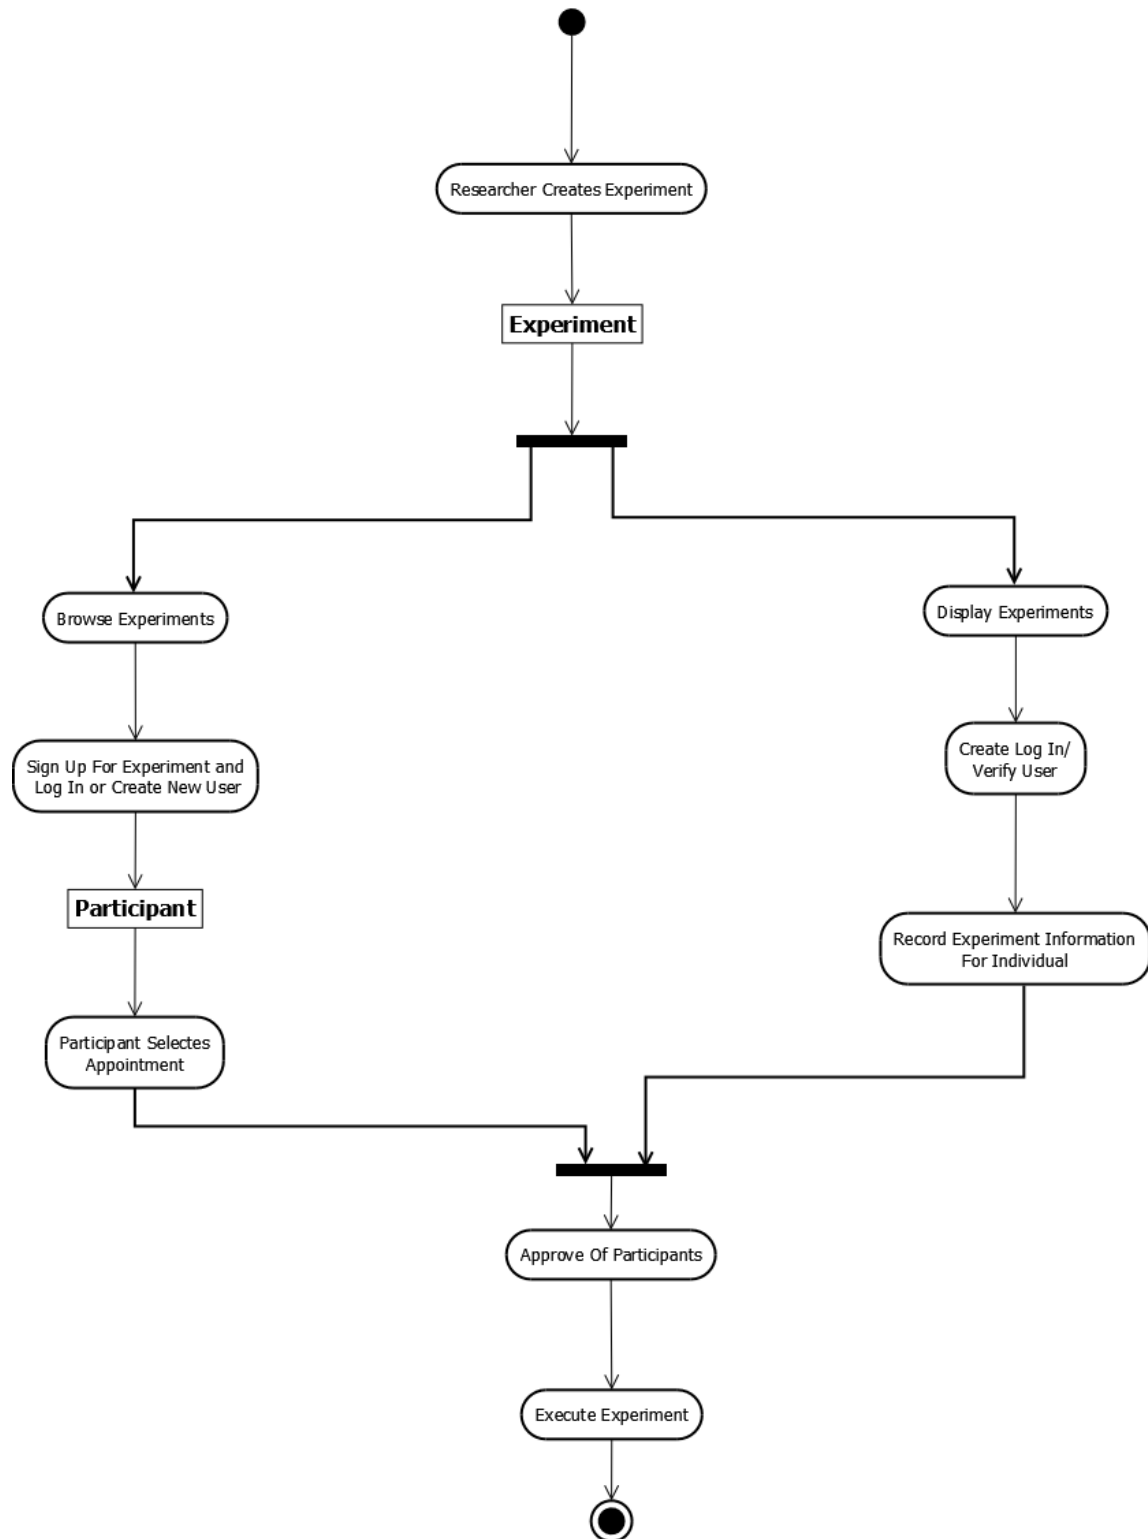 Researcher Creates Experiment
Experiment
Browse Experiments
Display Experiments
Sign Up For Experiment and
Log In or Create New User
Create Log In/
Verify User
Participant
Record Experiment Information
For Individual
Participant Selectes
Appointment
Approve Of Participants
Execute Experiment